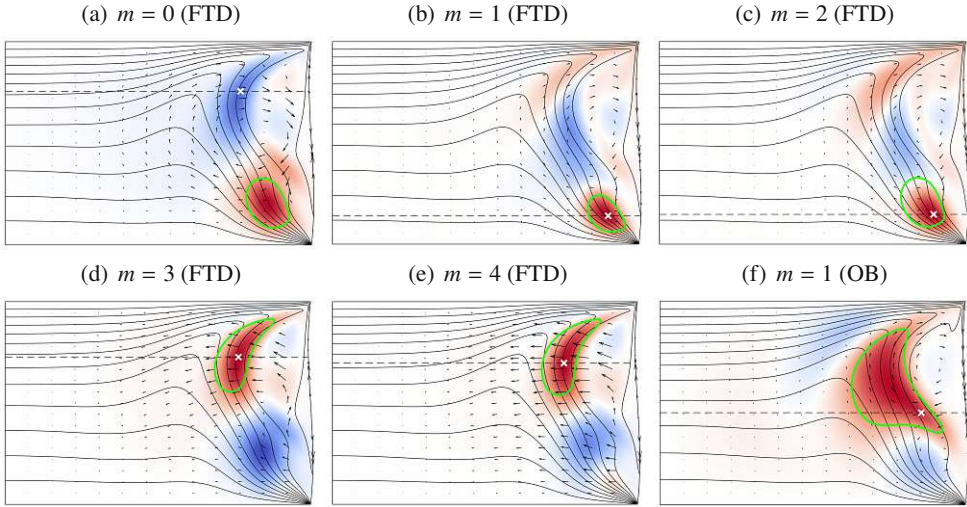 (a) m = 0 (FTD)
(b) m = 1 (FTD)
(c) m = 2 (FTD)
(d) m = 3 (FTD)
(e) m = 4 (FTD)
(f) m = 1 (OB)